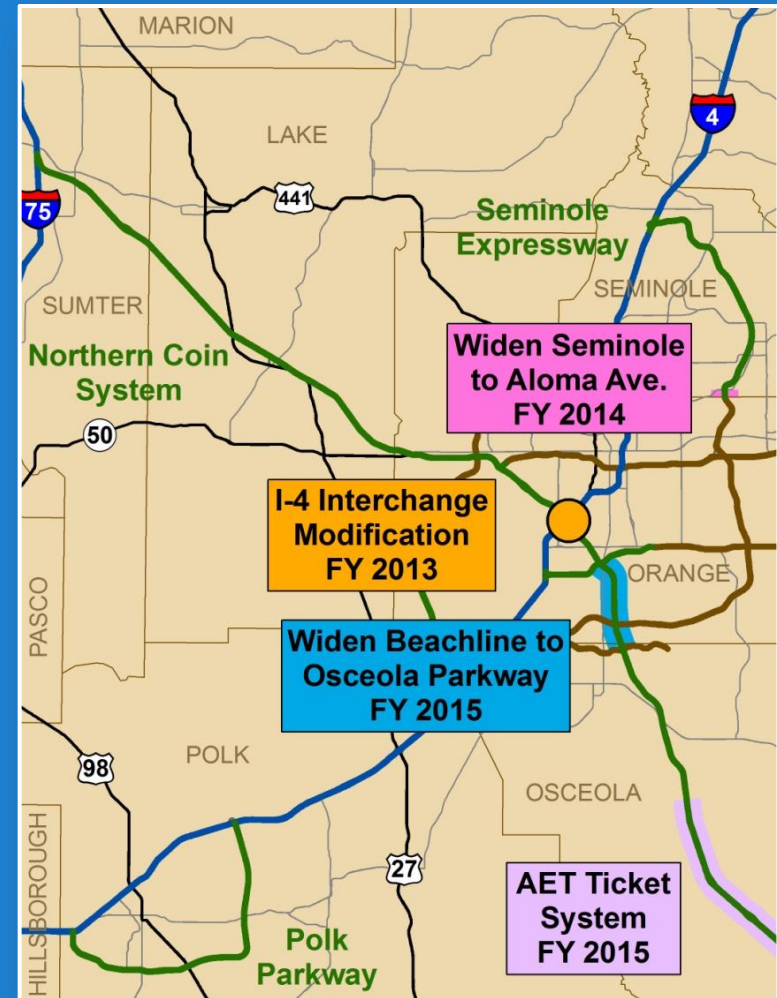 MARION
4
LAKE
441
75
Seminole
Expressway
SEMINOLE
SUMTER
Widen Seminole
to Aloma Ave.
FY 2014
Northern Coin
System
50
I-4 Interchange
Modification
FY 2013
ORANGE
PASCO
Widen Beachline to
Osceola Parkway
FY 2015
POLK
98
OSCEOLA
HILLSBOROUGH
27
AET Ticket
System
FY 2015
Polk
Parkway